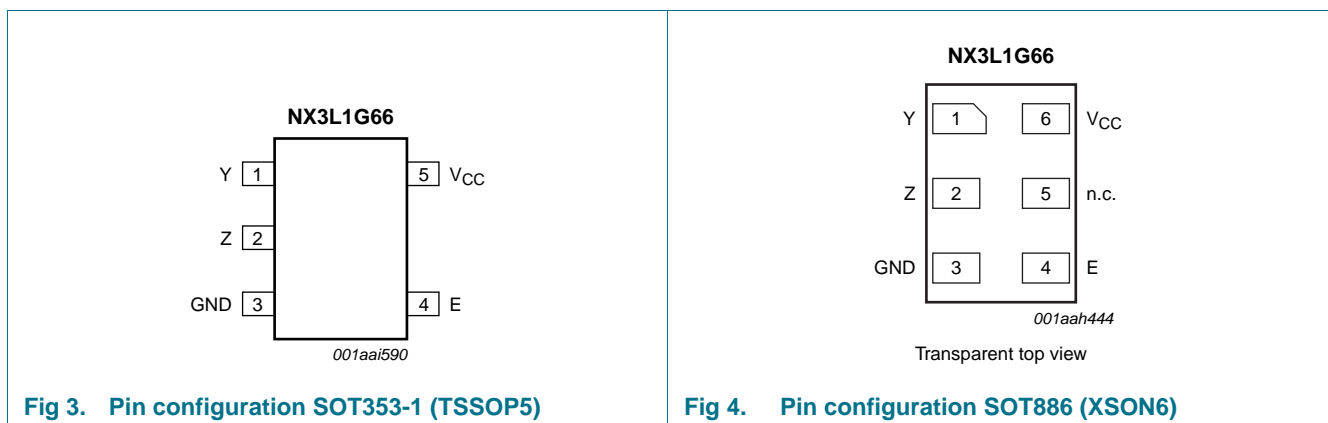 NX3L1G66
Y 1
5 VCC
Z 2
GND 3
4 E
001aai590
Fig 3. Pin configuration SOT353-1 (TSSOP5)
NX3L1G66
Y 1
6 VCC
Z 2
5 n.c.
GND 3
4 E
001aah444
Transparent top view
Fig 4. Pin configuration SOT886 (XSON6)